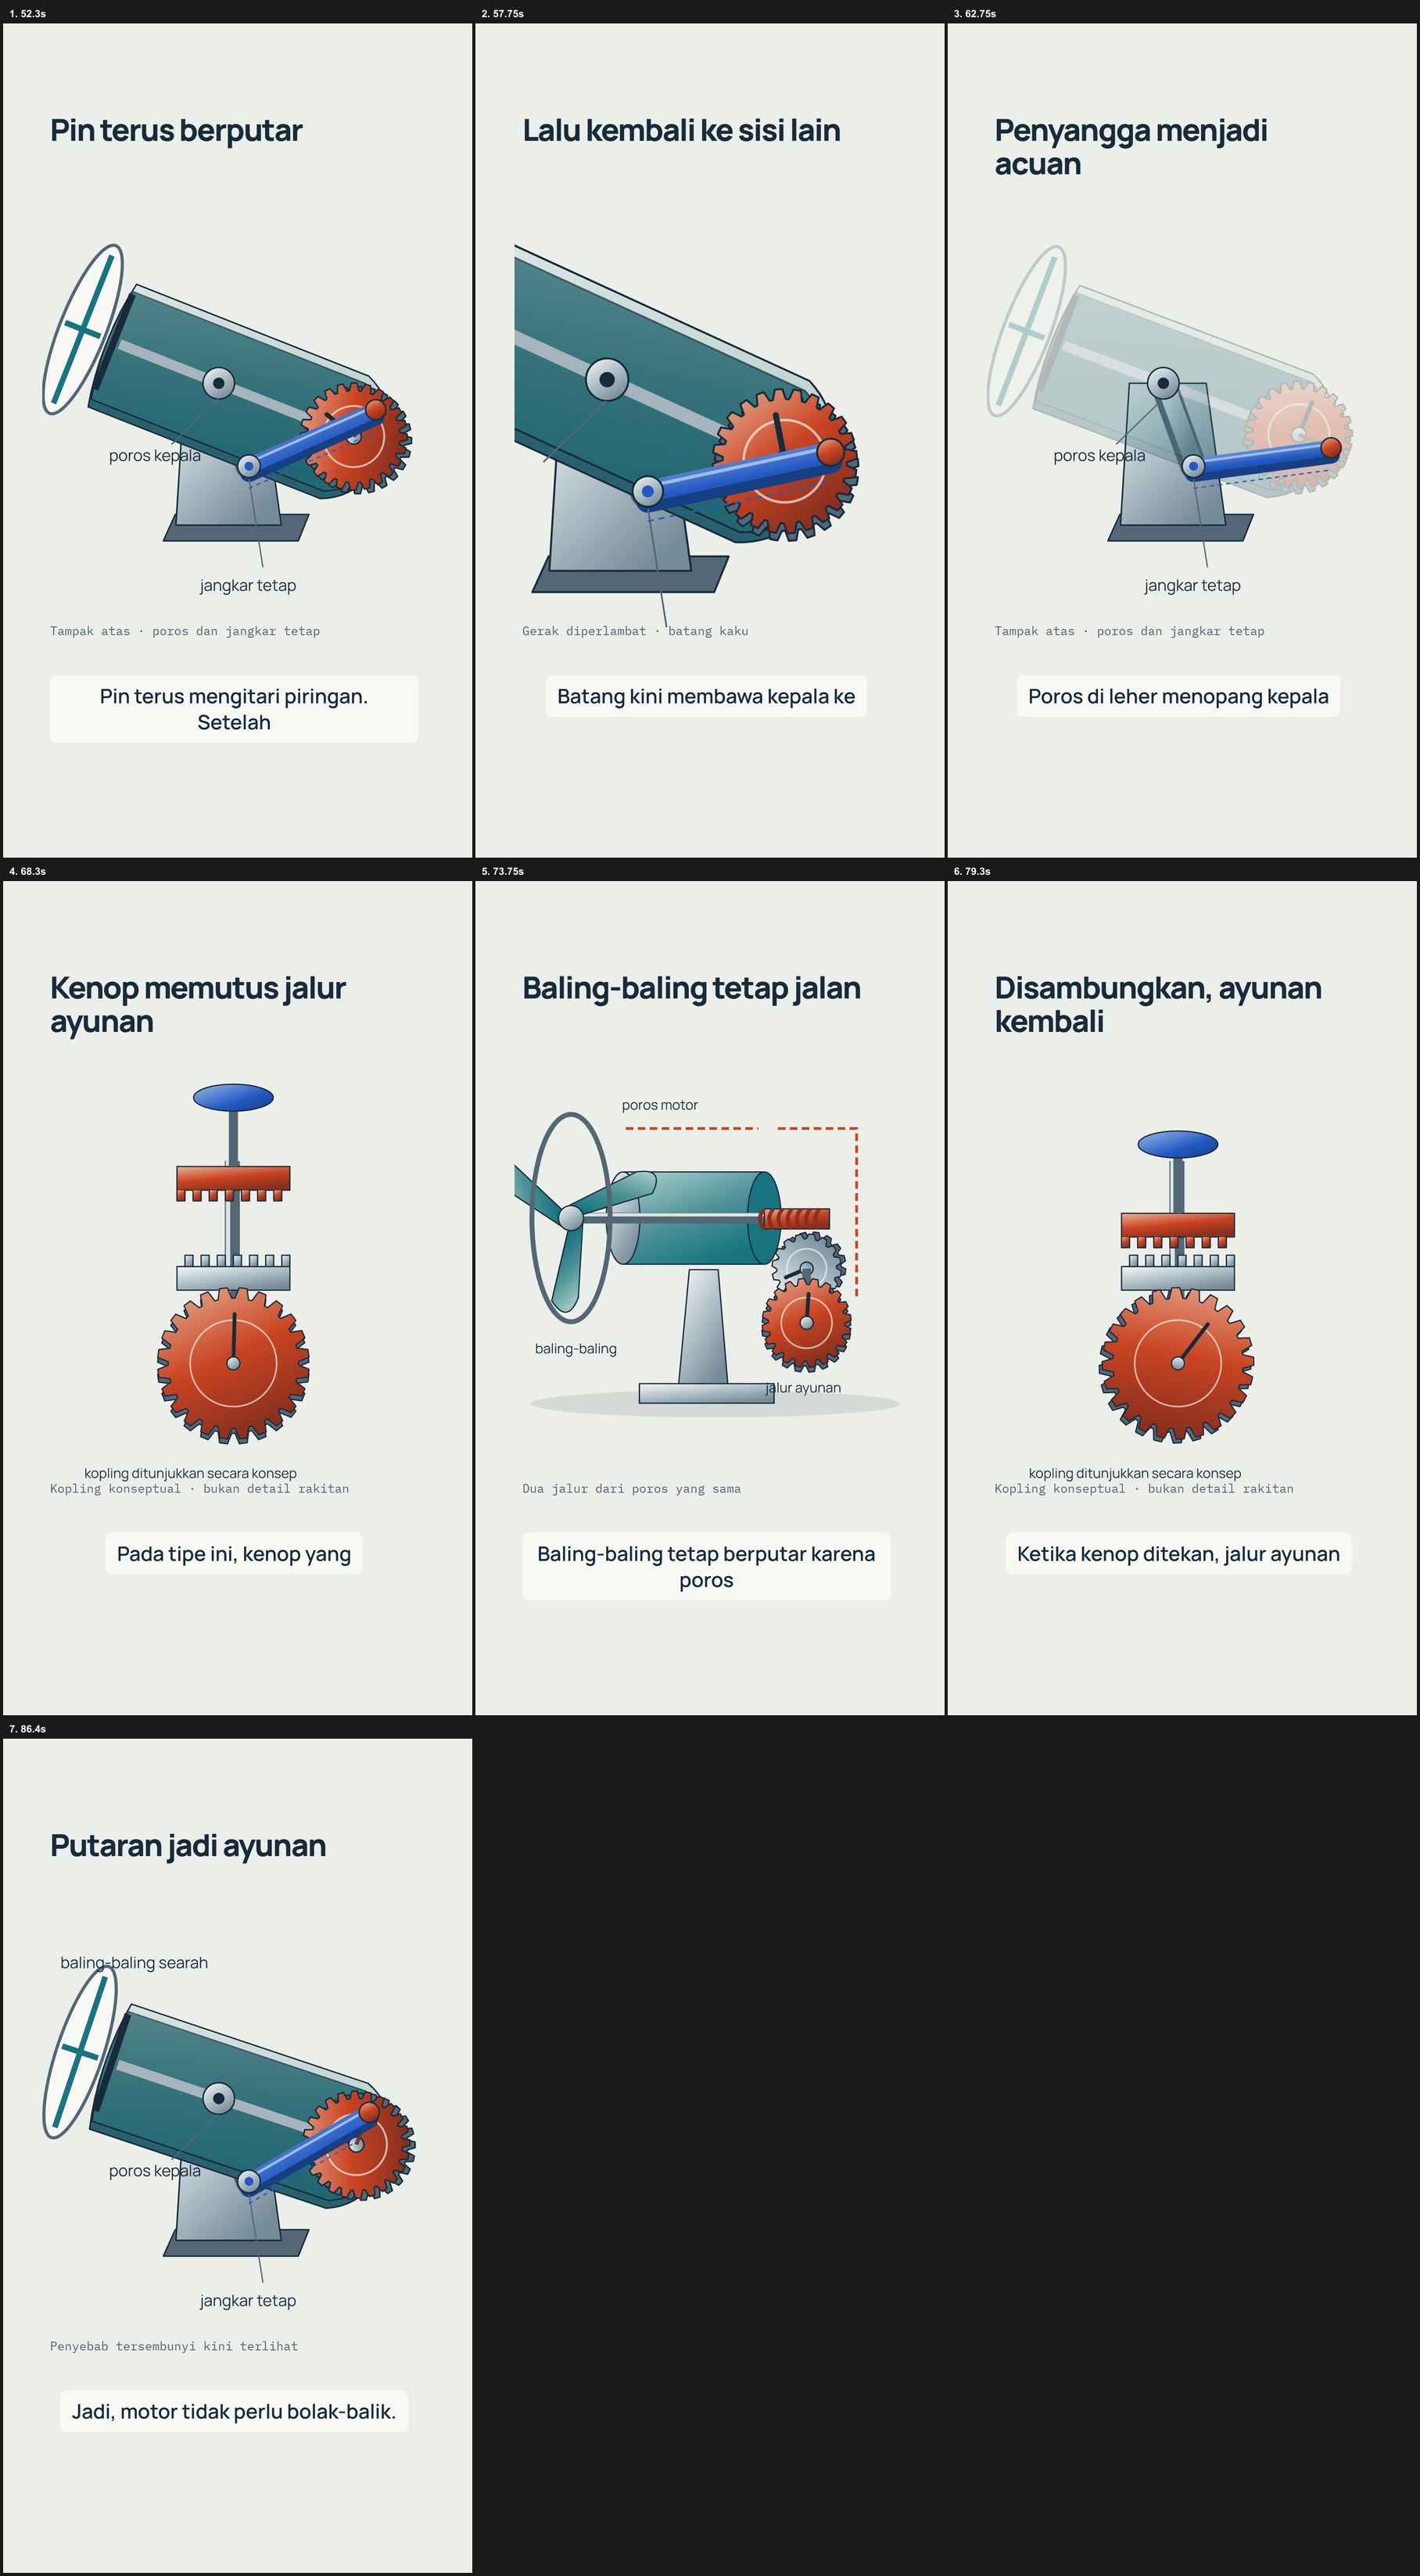 1. 52.3s
Pin terus berputar
poros kepala
jangkar tetap
Tampak atas · poros dan jangkar tetap
Pin terus mengitari piringan.
Setelah
2. 57.75s
Lalu kembali ke sisi lain
Gerak diperlambat · batang kaku
Batang kini membawa kepala ke
3. 62.75s
Penyangga menjadi
acuan
poros kepala
jangkar tetap
Tampak atas · poros dan jangkar tetap
Poros di leher menopang kepala
4. 68.3s
Kenop memutus jalur
ayunan
kopling ditunjukkan secara konsep
Kopling konseptual · bukan detail rakitan
Pada tipe ini, kenop yang
5. 73.75s
Baling-baling tetap jalan
poros motor
baling-baling
jalur ayunan
Dua jalur dari poros yang sama
Baling-baling tetap berputar karena
poros
6. 79.3s
Disambungkan, ayunan
kembali
kopling ditunjukkan secara konsep
Kopling konseptual · bukan detail rakitan
Ketika kenop ditekan, jalur ayunan
7. 86.4s
Putaran jadi ayunan
baling-baling searah
poros kepala
jangkar tetap
Penyebab tersembunyi kini terlihat
Jadi, motor tidak perlu bolak-balik.